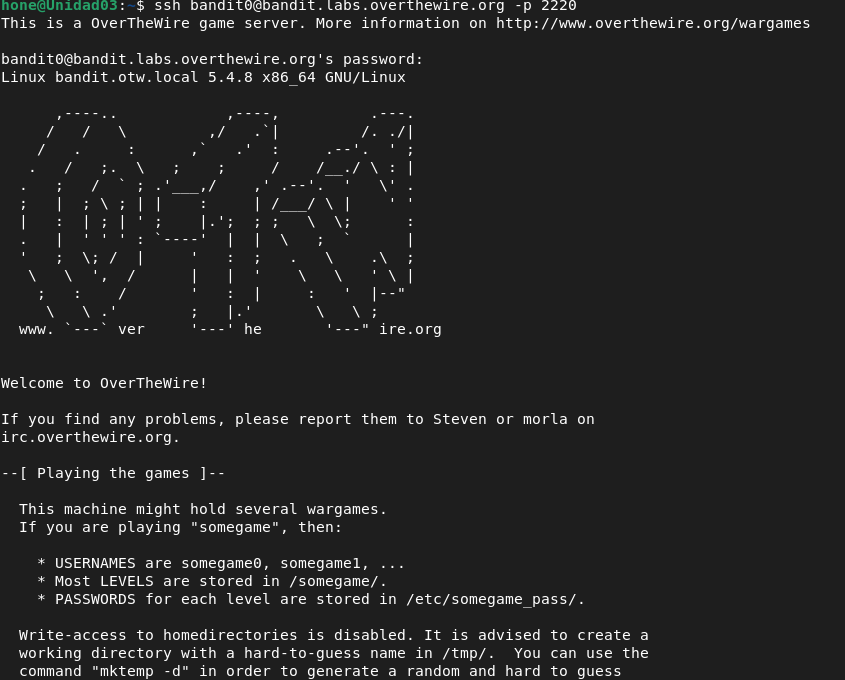 hone@Unidad03:~$ ssh bandit0@bandit.labs.overthewire.org -p 2220
This is a OverTheWire game server. More information on http://www.overthewire.org/wargames

bandit0@bandit.labs.overthewire.org's password:
Linux bandit.otw.local 5.4.8 x86_64 GNU/Linux

      ,----..            ,----,          .---.
     /   /   \         ,/   .`|         /. ./|
    /   .     :      ,`   .'  :     .--'.  ' ;
   .   /   ;.  \   ;    ;     /    /__./ \ : |
  .   ;   /  ` ; .'___,/    ,' .--'.  '   \' .
  ;   |  ; \ ; | |    :     | /___/ \ |    ' '
  |   :  | ; | ' ;    |.';  ; ;   \  \;      :
  .   |  ' ' ' : `----'  |  |  \   ;  `      |
  '   ;  \; /  |     '   :  ;   .   \    .\  ;
   \   \  ',  /      |   |  '    \   \   ' \ |
    ;   :    /       '   :  |     :   '  |--"
     \   \ .'        ;   |.'       \   \ ;
  www. `---` ver     '---' he       '---" ire.org


Welcome to OverTheWire!

If you find any problems, please report them to Steven or morla on
irc.overthewire.org.

--[ Playing the games ]--

  This machine might hold several wargames.
  If you are playing "somegame", then:

    * USERNAMES are somegame0, somegame1, ...
    * Most LEVELS are stored in /somegame/.
    * PASSWORDS for each level are stored in /etc/somegame_pass/.

  Write-access to homedirectories is disabled. It is advised to create a
  working directory with a hard-to-guess name in /tmp/.  You can use the
  command "mktemp -d" in order to generate a random and hard to guess